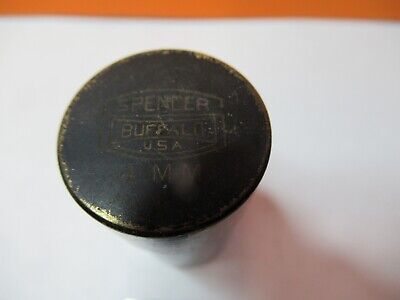 SPENCER
BUFFALO
USA
4 MM